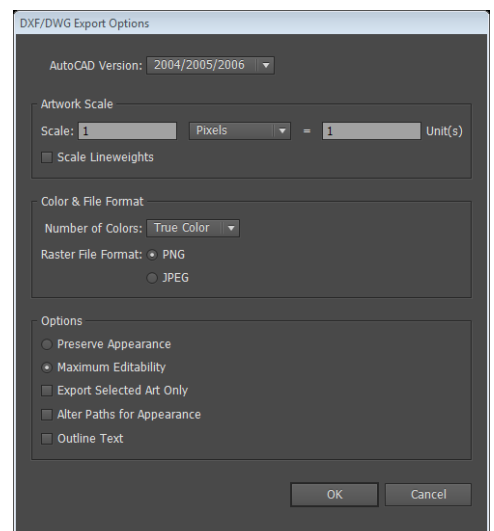 DXF/DWG Export Options
AutoCAD Version: 2004/2005/2006
Artwork Scale
Scale: 1 Pixels = 1 Unit(s)
Scale Lineweights
Color & File Format
Number of Colors: True Color
Raster File Format: PNG
JPEG
Options
Preserve Appearance
Maximum Editability
Export Selected Art Only
Alter Paths for Appearance
Outline Text
OK Cancel